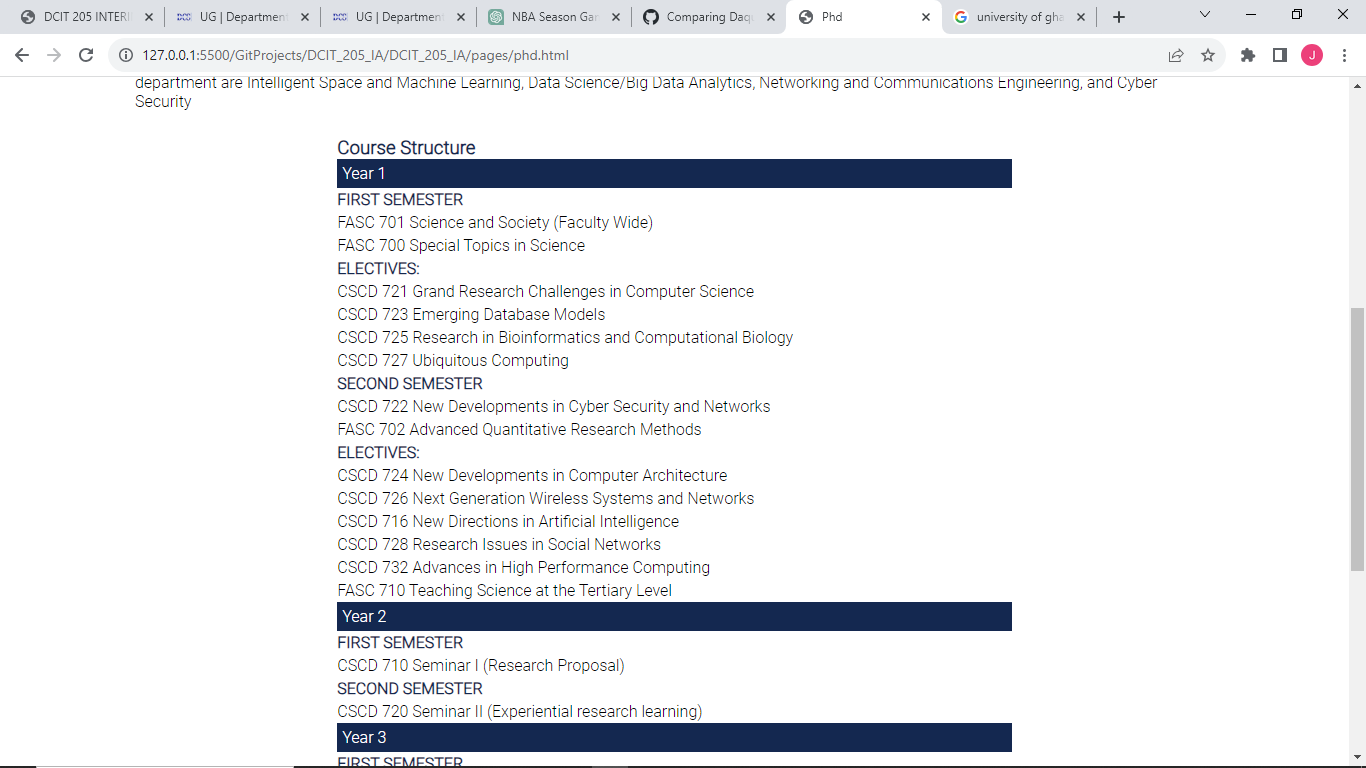 DCIT 205 INTERI
UG | Department
UG | Department
NBA Season Gar
Comparing Daq
Phd
university of gha
127.0.0.1:5500/GitProjects/DCIT_205_IA/DCIT_205_IA/pages/phd.html
J
department are Intelligent Space and Machine Learning, Data Science/Big Data Analytics, Networking and Communications Engineering, and Cyber
Security
Course Structure
Year 1
FIRST SEMESTER
FASC 701 Science and Society (Faculty Wide)
FASC 700 Special Topics in Science
ELECTIVES:
CSCD 721 Grand Research Challenges in Computer Science
CSCD 723 Emerging Database Models
CSCD 725 Research in Bioinformatics and Computational Biology
CSCD 727 Ubiquitous Computing
SECOND SEMESTER
CSCD 722 New Developments in Cyber Security and Networks
FASC 702 Advanced Quantitative Research Methods
ELECTIVES:
CSCD 724 New Developments in Computer Architecture
CSCD 726 Next Generation Wireless Systems and Networks
CSCD 716 New Directions in Artificial Intelligence
CSCD 728 Research Issues in Social Networks
CSCD 732 Advances in High Performance Computing
FASC 710 Teaching Science at the Tertiary Level
Year 2
FIRST SEMESTER
CSCD 710 Seminar I (Research Proposal)
SECOND SEMESTER
CSCD 720 Seminar II (Experiential research learning)
Year 3
FIRST SEMESTER